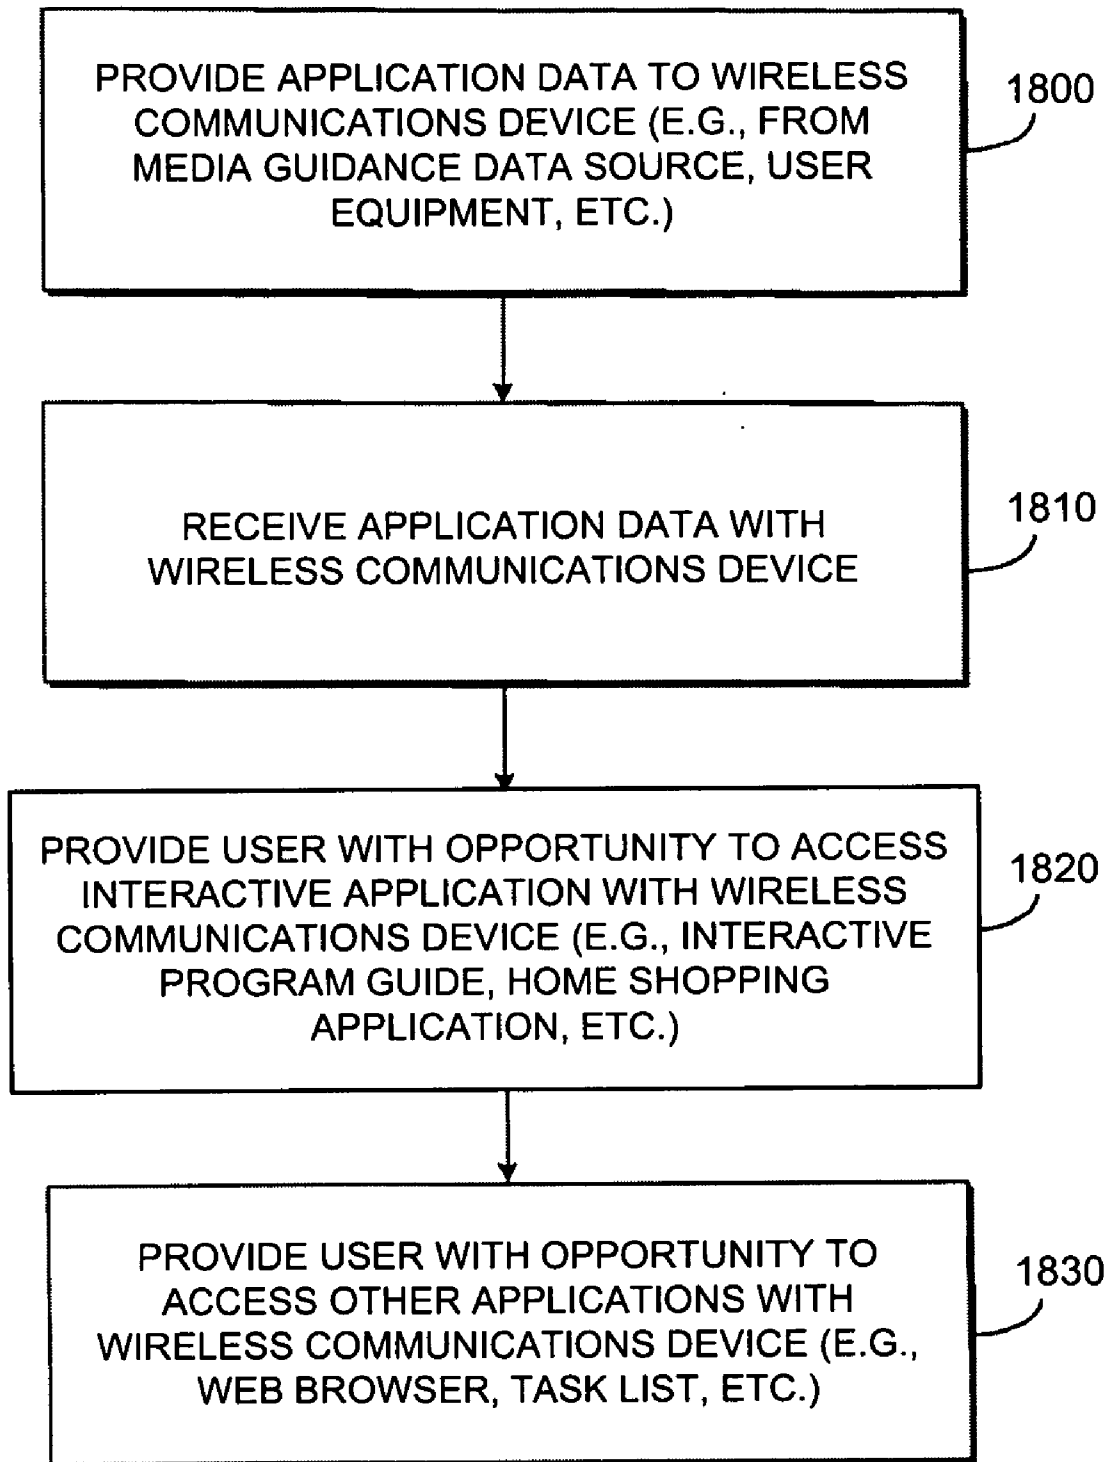 PROVIDE APPLICATION DATA TO WIRELESS
COMMUNICATIONS DEVICE (E.G., FROM
MEDIA GUIDANCE DATA SOURCE, USER
EQUIPMENT, ETC.)
1800
RECEIVE APPLICATION DATA WITH
WIRELESS COMMUNICATIONS DEVICE
1810
PROVIDE USER WITH OPPORTUNITY TO ACCESS
INTERACTIVE APPLICATION WITH WIRELESS
COMMUNICATIONS DEVICE (E.G., INTERACTIVE
PROGRAM GUIDE, HOME SHOPPING
APPLICATION, ETC.)
1820
PROVIDE USER WITH OPPORTUNITY TO
ACCESS OTHER APPLICATIONS WITH
WIRELESS COMMUNICATIONS DEVICE (E.G.,
WEB BROWSER, TASK LIST, ETC.)
1830